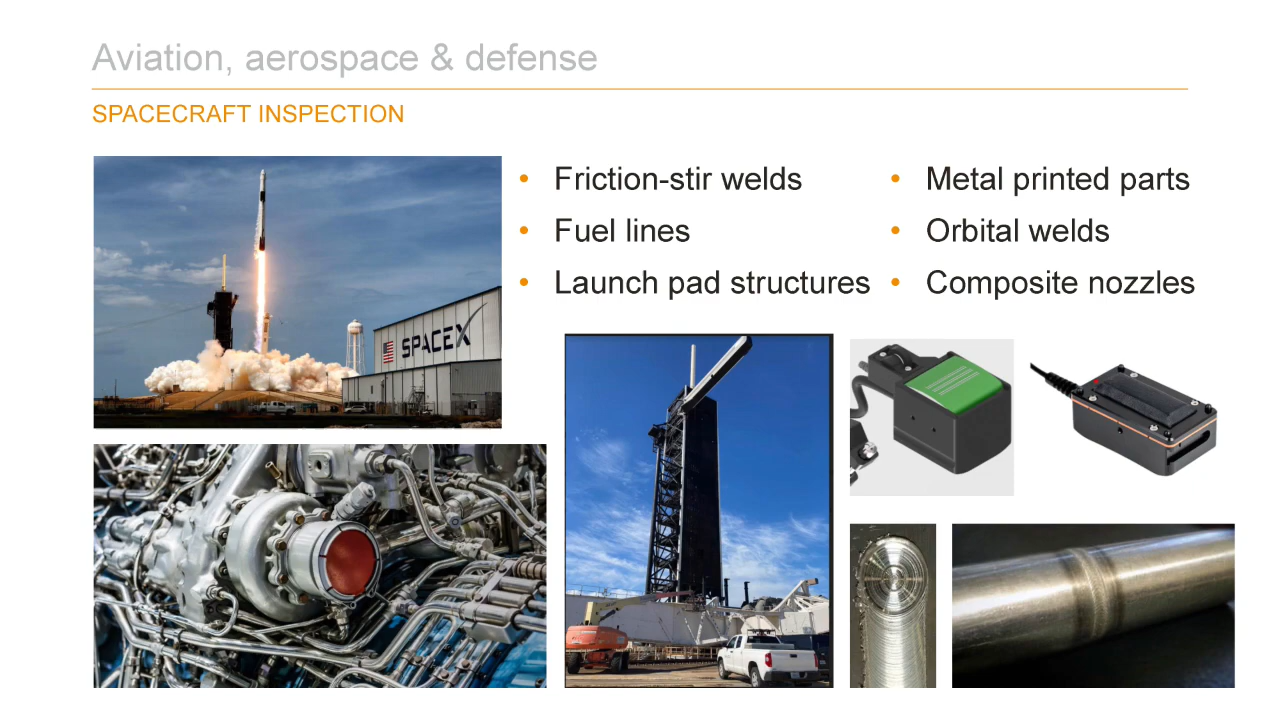 Aviation, aerospace & defense
SPACECRAFT INSPECTION
• Friction-stir welds
• Fuel lines
• Launch pad structures
• Metal printed parts
• Orbital welds
• Composite nozzles
SPACEX